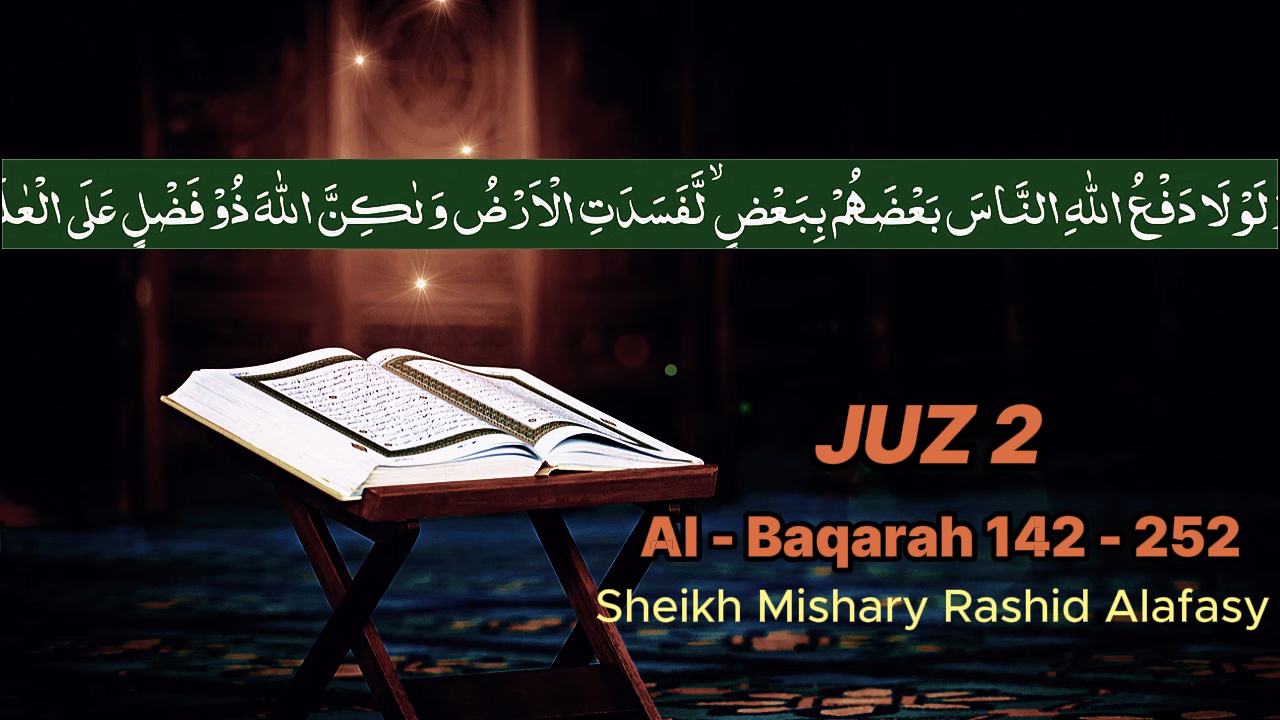 لَوْلَا دَفْعُ اللّٰهِ النَّاسَ بَعْضَهُمْ بِبَعْضٍ ۙ لَّفَسَدَتِ الْاَرْضُ وَلٰكِنَّ اللّٰهَ ذُوْ فَضْلٍ عَلَى
JUZ 2
Al - Baqarah 142 - 252
Sheikh Mishary Rashid Alafasy